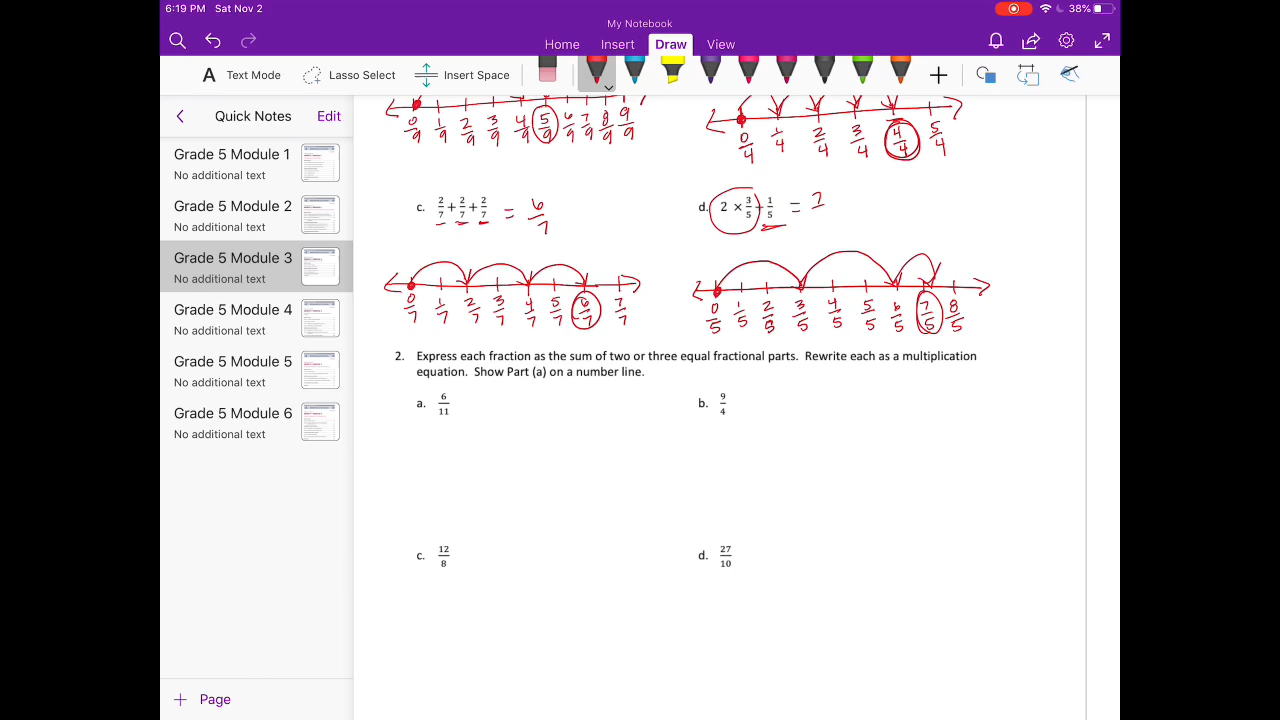 6:19 PM Sat Nov 2
38%
My Notebook
Home Insert Draw View
A Text Mode Lasso Select Insert Space
Quick Notes Edit
Grade 5 Module 1
No additional text
Grade 5 Module 2
No additional text
Grade 5 Module 3
No additional text
Grade 5 Module 4
No additional text
Grade 5 Module 5
No additional text
Grade 5 Module 6
No additional text
Page
0/9 1/9 2/9 3/9 4/9 5/9 6/9 7/9 8/9 9/9
0/4 1/4 2/4 3/4 4/4 5/4
c. 2/7 + 2/7 + 2/7 = 6/7
d. 2 × 3/5 + 1/5 = 7
0/7 1/7 2/7 3/7 4/7 5/7 6/7 7/7
0/5 1/5 2/5 3/5 4/5 5/5 6/5 7/5 8/5
2. Express each fraction as the sum of two or three equal fractional parts. Rewrite each as a multiplication
equation. Show Part (a) on a number line.
a. 6/11
b. 9/4
c. 12/8
d. 27/10